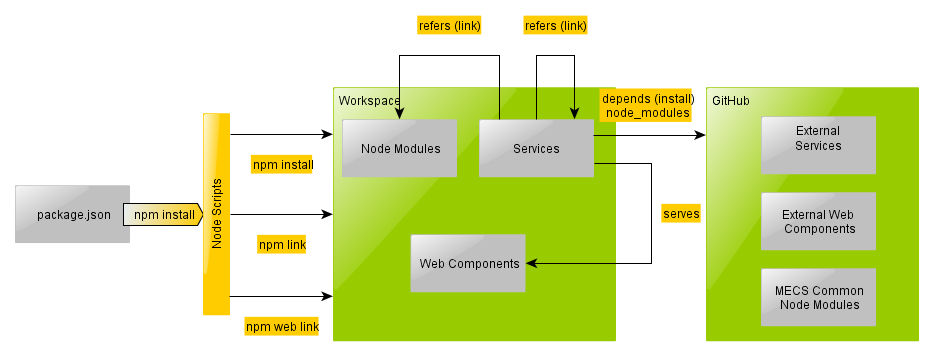 refers (link)
refers (link)
Workspace
depends (install)
node_modules
GitHub
Node Modules
Services
External
Services
npm install
package.json
npm install
Node Scripts
npm link
serves
External Web
Components
Web Components
MECS Common
Node Modules
npm web link